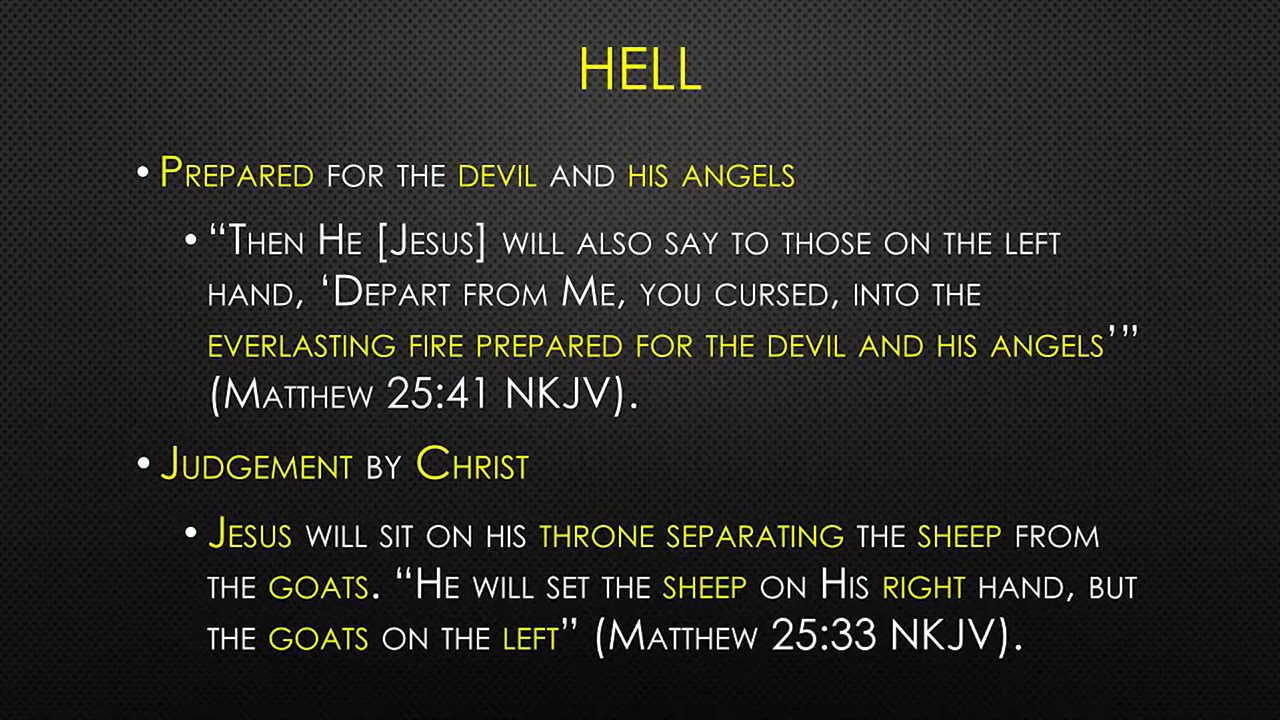 HELL
• Prepared for the devil and his angels
• “Then He [Jesus] will also say to those on the left
hand, ‘Depart from Me, you cursed, into the
everlasting fire prepared for the devil and his angels’”
(Matthew 25:41 NKJV).
• Judgement by Christ
• Jesus will sit on his throne separating the sheep from
the goats. “He will set the sheep on His right hand, but
the goats on the left” (Matthew 25:33 NKJV).